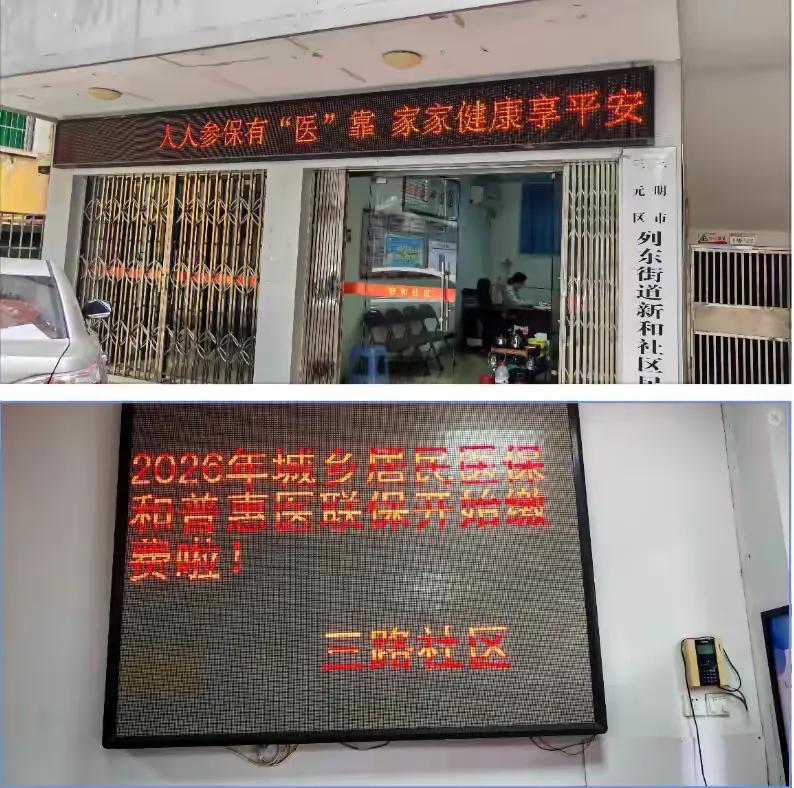 人人参保有“医”靠 家家健康享平安
新和社区
三明市
三元区
列东街道新和社区
2026年城乡居民医保
和普惠医联保开始缴
费啦！
三路社区